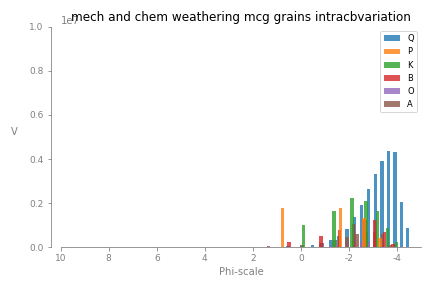 mech and chem weathering mcg grains intracbvariation
1e7
1.0
0.8
0.6
0.4
0.2
0.0
V
10
8
6
4
2
0
-2
-4
Phi-scale
Q
P
K
B
O
A